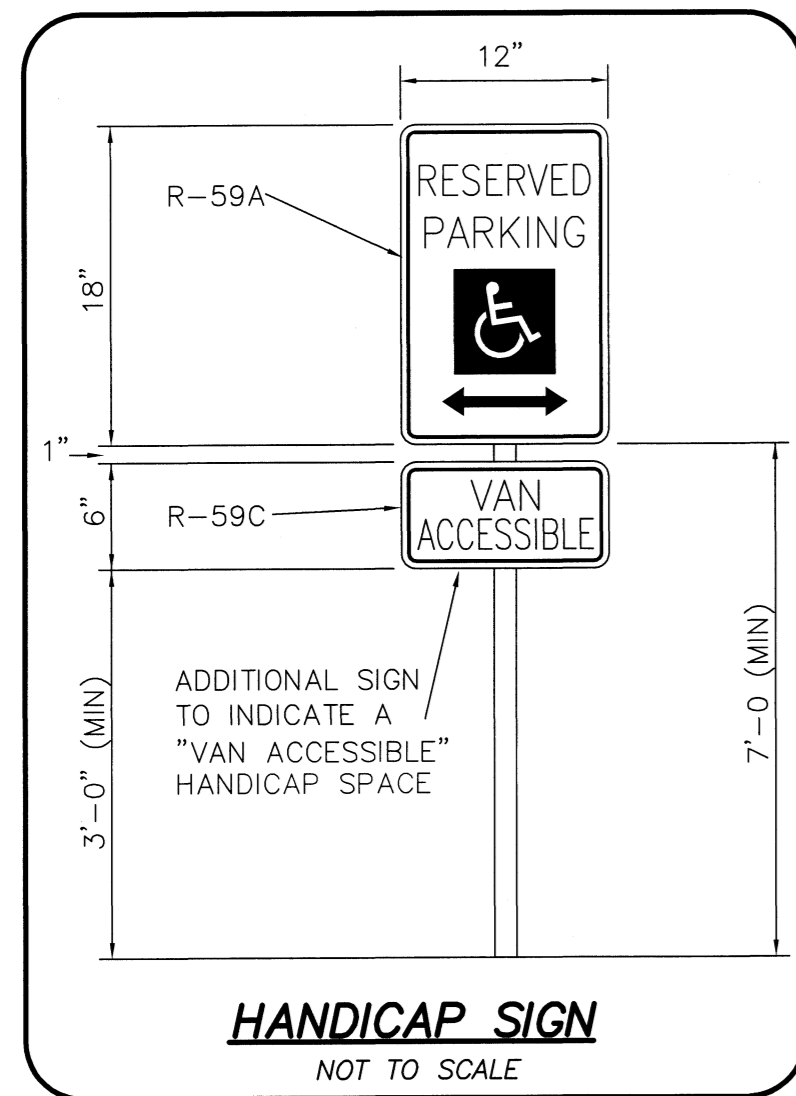 12"
RESERVED
PARKING
R-59A
18"
1"
6"
R-59C
VAN
ACCESSIBLE
ADDITIONAL SIGN
TO INDICATE A
"VAN ACCESSIBLE"
HANDICAP SPACE
3'-0" (MIN)
7'-0 (MIN)
HANDICAP SIGN
NOT TO SCALE